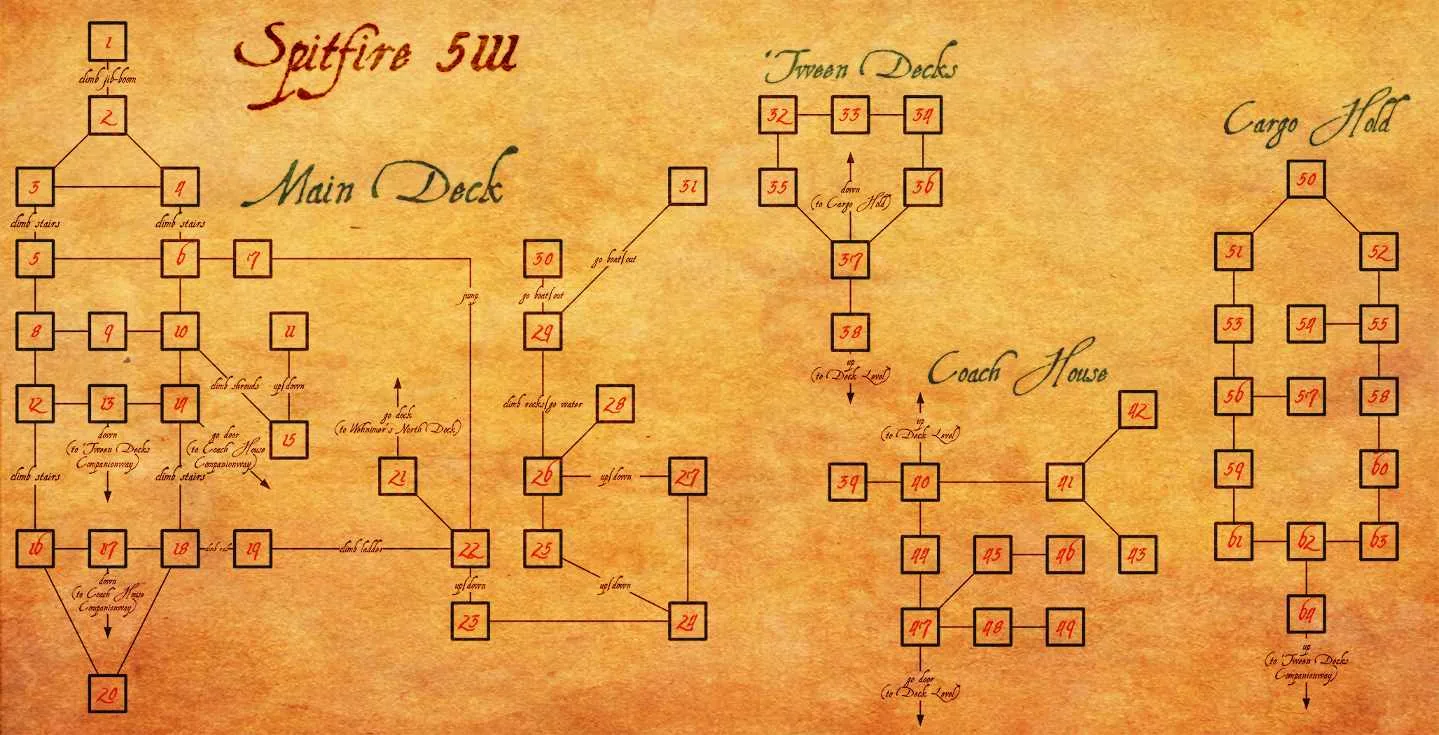 1
Spitfire 5111
climb jib-boom
2
'Tween Decks
32
33
34
Cargo Hold
Main Deck
3
4
31
35
down
(to Cargo Hold)
36
50
climb stairs
climb stairs
5
6
7
30
go boat/out
37
51
52
jump
go boat/out
8
9
10
11
29
38
53
54
55
up
(to Deck Level)
Coach House
climb shrouds
up/down
12
13
14
15
go deck
(to Wehnimer's North Dock)
climb rocks/go water
28
42
56
57
58
down
(to 'Tween Decks
Companionway)
go door
(to Coach House
Companionway)
up
(to Deck Level)
climb stairs
climb stairs
21
26
up/down
27
39
40
41
59
60
16
17
18
19
climb ladder
22
25
44
45
46
43
61
62
63
down
(to Coach House
Companionway)
up/down
up/down
23
24
47
48
49
64
20
go door
(to Deck Level)
up
(to 'Tween Decks
Companionway)